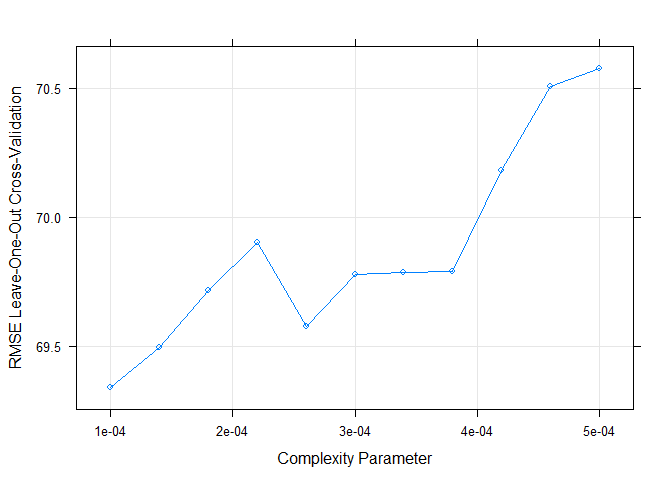 RMSE Leave-One-Out Cross-Validation
70.5
70.0
69.5
1e-04 2e-04 3e-04 4e-04 5e-04
Complexity Parameter